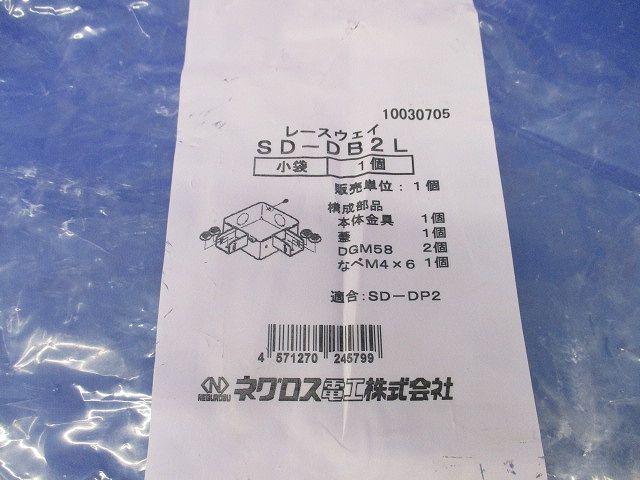 10030705
レースウェイ
SD-DB2L
小袋 1個
販売単位：1個
構成部品
本体金具 1個
蓋 1個
DGM58 2個
なべM4×6 1個
適合：SD-DP2
4 571270 245799
NEGUROSU
ネグロス電工株式会社